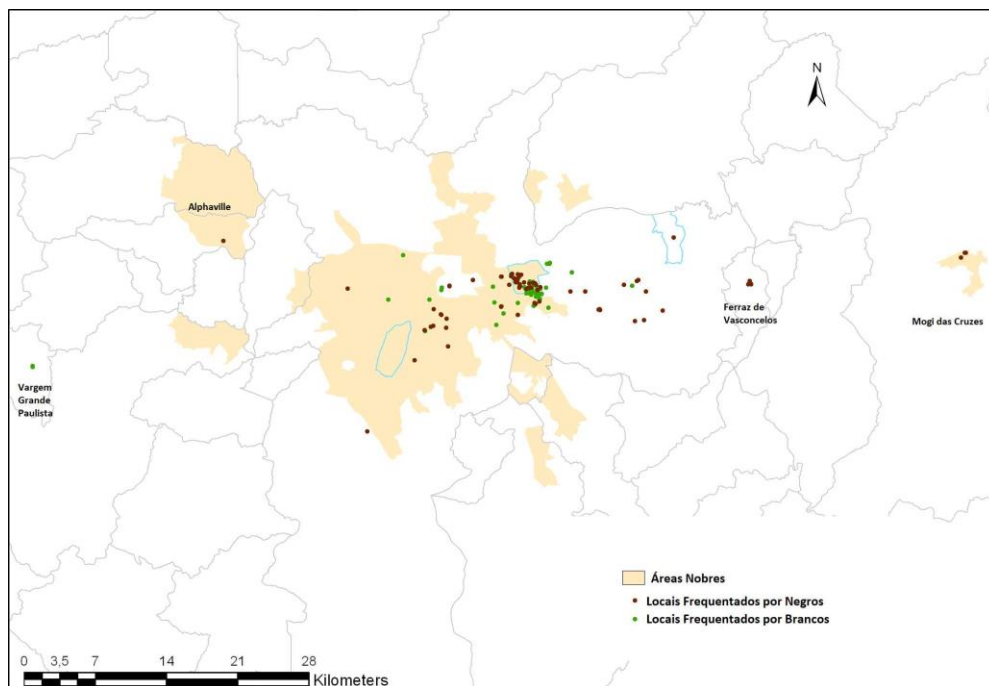 N
Alphaville
Ferraz de
Vasconcelos
Mogi das Cruzes
Vargem
Grande
Paulista
Áreas Nobres
Locais Frequentados por Negros
Locais Frequentados por Brancos
0 3,5 7 14 21 28
Kilometers